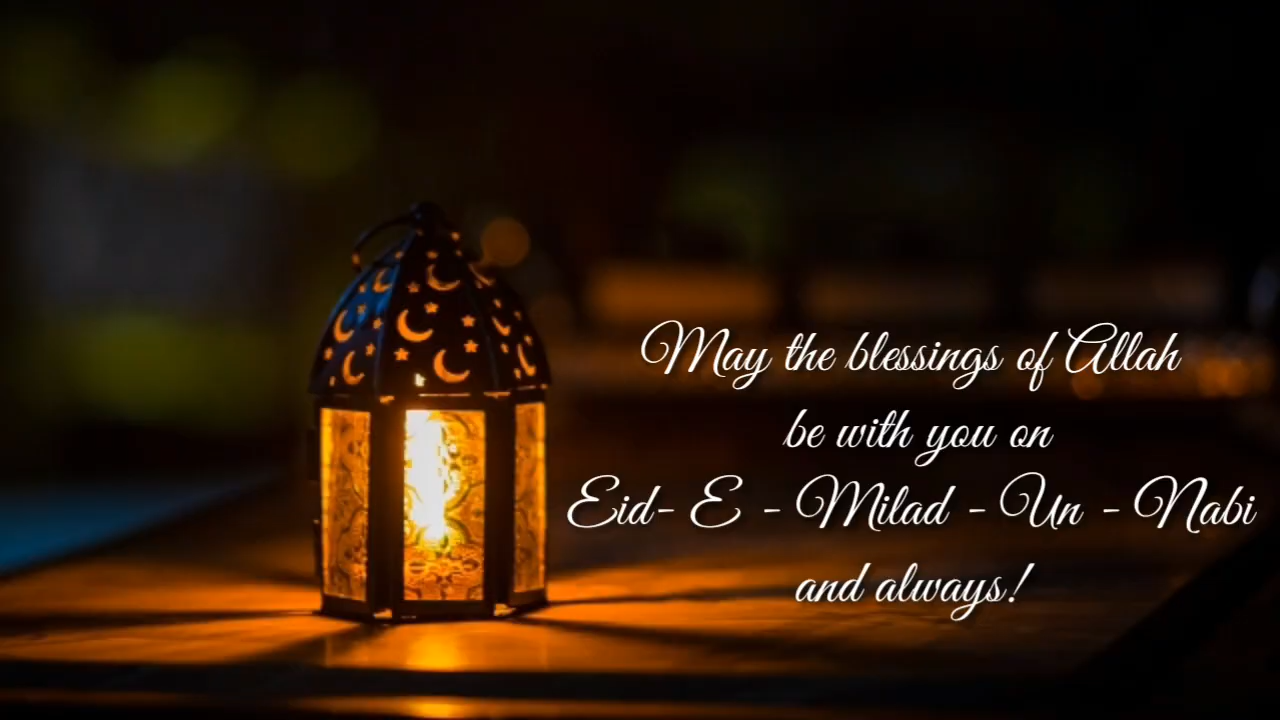 May the blessings of Allah
be with you on
Eid- E - Milad - Un - Nabi
and always!